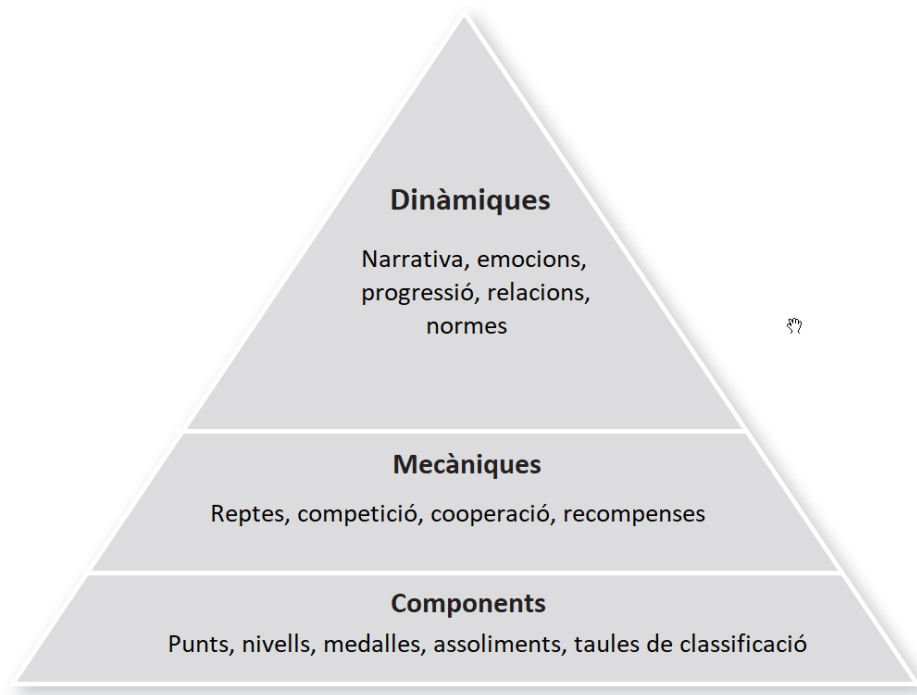 Dinàmiques
Narrativa, emocions,
progressió, relacions,
normes
Mecàniques
Reptes, competició, cooperació, recompenses
Components
Punts, nivells, medalles, assoliments, taules de classificació